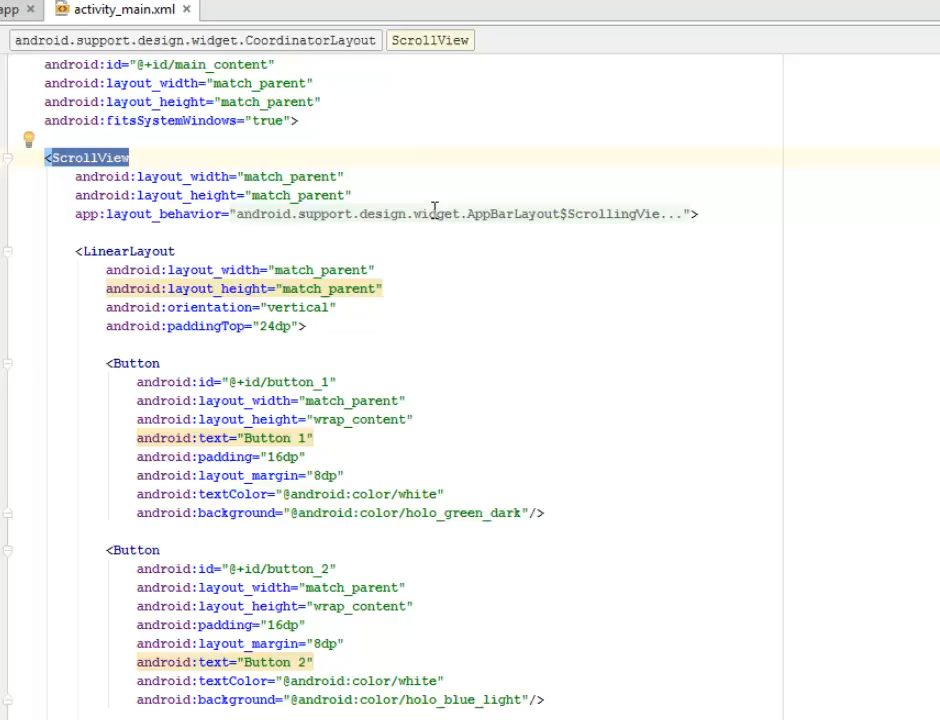 app
activity_main.xml
android.support.design.widget.CoordinatorLayout ScrollView
android:id="@+id/main_content"
android:layout_width="match_parent"
android:layout_height="match_parent"
android:fitsSystemWindows="true">
<ScrollView
android:layout_width="match_parent"
android:layout_height="match_parent"
app:layout_behavior="android.support.design.widget.AppBarLayout$ScrollingVie...">
<LinearLayout
android:layout_width="match_parent"
android:layout_height="match_parent"
android:orientation="vertical"
android:paddingTop="24dp">
<Button
android:id="@+id/button_1"
android:layout_width="match_parent"
android:layout_height="wrap_content"
android:text="Button 1"
android:padding="16dp"
android:layout_margin="8dp"
android:textColor="@android:color/white"
android:background="@android:color/holo_green_dark"/>
<Button
android:id="@+id/button_2"
android:layout_width="match_parent"
android:layout_height="wrap_content"
android:padding="16dp"
android:layout_margin="8dp"
android:text="Button 2"
android:textColor="@android:color/white"
android:background="@android:color/holo_blue_light"/>